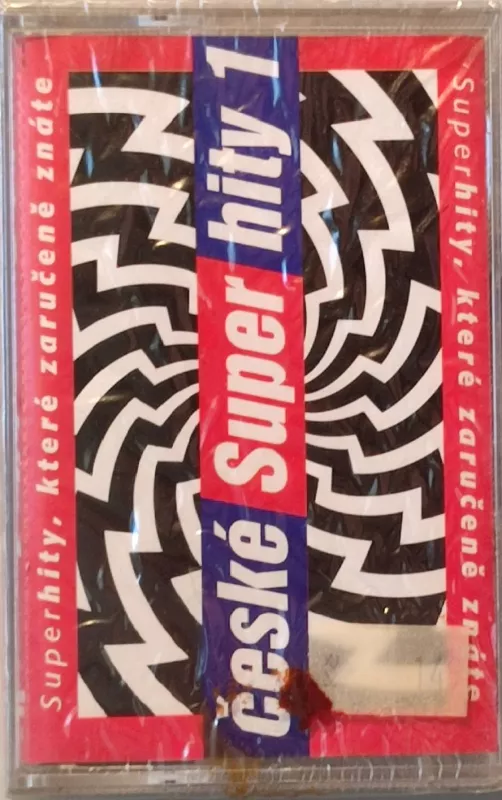 Superhity, které zaručeně znáte
České Super hity 1
Superhity, které zaručeně znáte